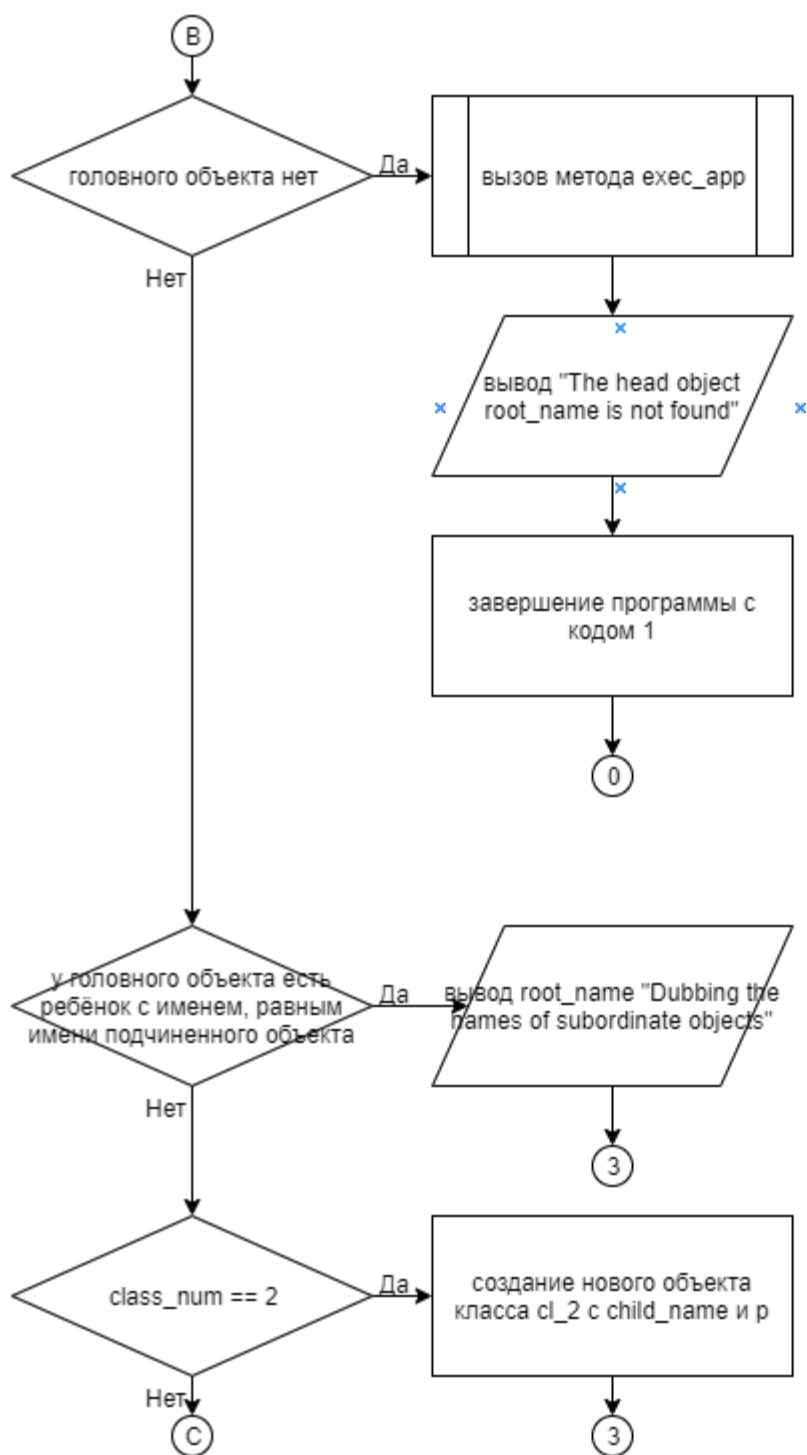 B
головного объекта нет
Да
вызов метода exec_app
Нет
вывод "The head object
root_name is not found"
завершение программы с
кодом 1
0
у головного объекта есть
ребёнок с именем, равным
имени подчиненного объекта
Да
вывод root_name "Dubbing the
names of subordinate objects"
Нет
3
class_num == 2
Да
создание нового объекта
класса cl_2 с child_name и p
Нет
C
3